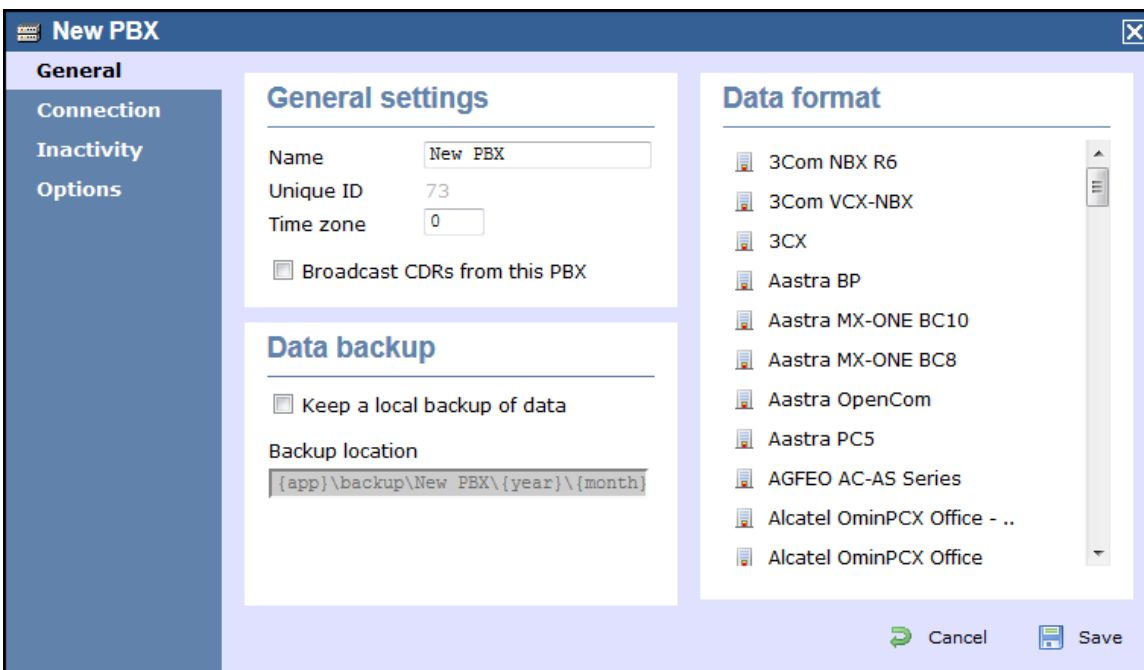 New PBX
General
Connection
Inactivity
Options
General settings
Name New PBX
Unique ID 73
Time zone 0
Broadcast CDRs from this PBX
Data backup
Keep a local backup of data
Backup location
{app}\backup\New PBX\{year}\{month}
Data format
3Com NBX R6
3Com VCX-NBX
3CX
Aastra BP
Aastra MX-ONE BC10
Aastra MX-ONE BC8
Aastra OpenCom
Aastra PC5
AGFEO AC-AS Series
Alcatel OminPCX Office - ..
Alcatel OminPCX Office
Cancel Save